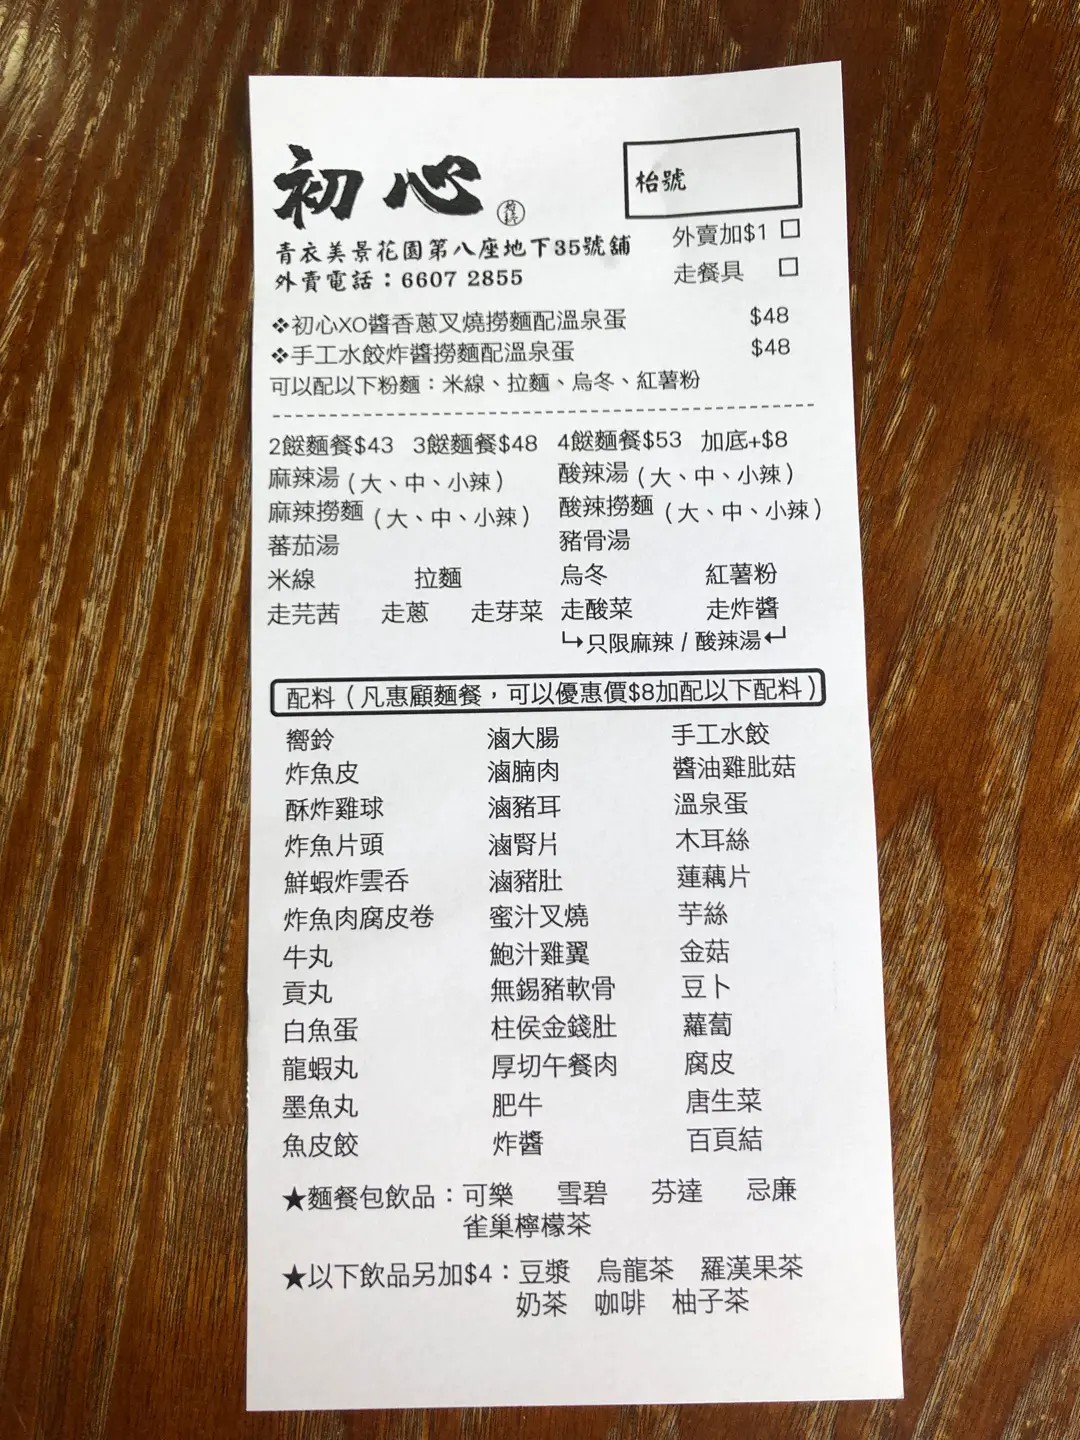 初心
枱號
青衣美景花園第八座地下35號舖
外賣電話：6607 2855
外賣加$1 □
走餐具 □
❖初心XO醬香蔥叉燒撈麵配溫泉蛋 $48
❖手工水餃炸醬撈麵配溫泉蛋 $48
可以配以下粉麵：米線、拉麵、烏冬、紅薯粉
2餸麵餐$43 3餸麵餐$48 4餸麵餐$53 加底+$8
麻辣湯（大、中、小辣） 酸辣湯（大、中、小辣）
麻辣撈麵（大、中、小辣） 酸辣撈麵（大、中、小辣）
蕃茄湯 豬骨湯
米線 拉麵 烏冬 紅薯粉
走芫茜 走蔥 走芽菜 走酸菜 走炸醬
↳只限麻辣 / 酸辣湯↲
配料（凡惠顧麵餐，可以優惠價$8加配以下配料）
嚮鈴 滷大腸 手工水餃
炸魚皮 滷腩肉 醬油雞肶菇
酥炸雞球 滷豬耳 溫泉蛋
炸魚片頭 滷腎片 木耳絲
鮮蝦炸雲吞 滷豬肚 蓮藕片
炸魚肉腐皮卷 蜜汁叉燒 芋絲
牛丸 鮑汁雞翼 金菇
貢丸 無錫豬軟骨 豆卜
白魚蛋 柱侯金錢肚 蘿蔔
龍蝦丸 厚切午餐肉 腐皮
墨魚丸 肥牛 唐生菜
魚皮餃 炸醬 百頁結
★麵餐包飲品：可樂 雪碧 芬達 忌廉
雀巢檸檬茶
★以下飲品另加$4：豆漿 烏龍茶 羅漢果茶
奶茶 咖啡 柚子茶